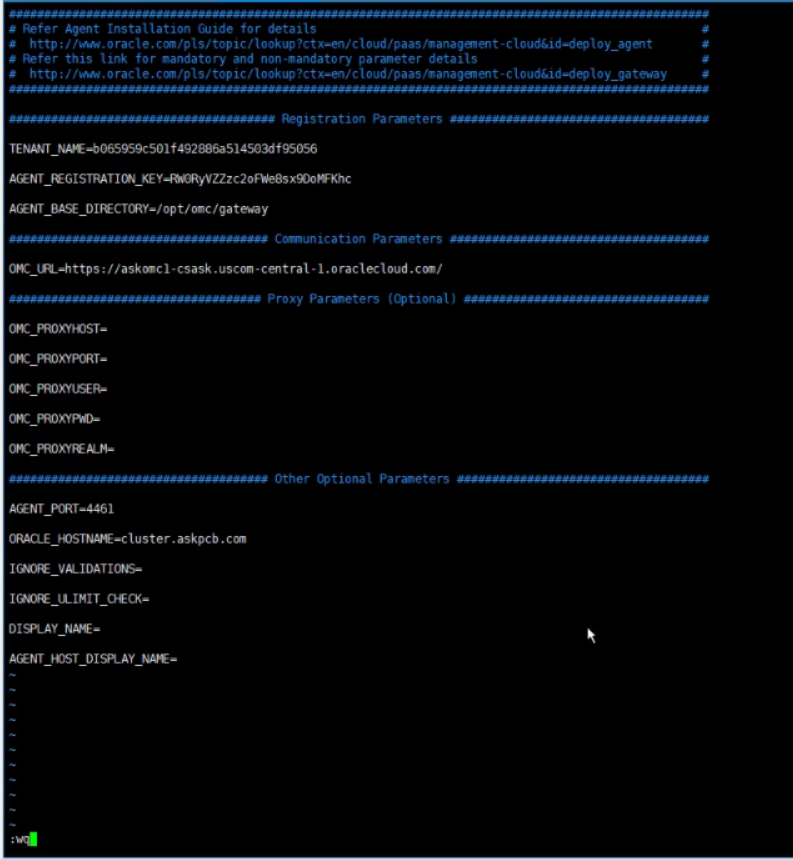 ####################################################################################################
# Refer Agent Installation Guide for details #
# http://www.oracle.com/pls/topic/lookup?ctx=en/cloud/paas/management-cloud&id=deploy_agent #
# Refer this link for mandatory and non-mandatory parameter details #
# http://www.oracle.com/pls/topic/lookup?ctx=en/cloud/paas/management-cloud&id=deploy_gateway #
####################################################################################################
###################################### Registration Parameters #####################################
TENANT_NAME=b065959c501f492886a514503df95056
AGENT_REGISTRATION_KEY=RW0RyVZZzc2oFWe8sx9DoMFKhc
AGENT_BASE_DIRECTORY=/opt/omc/gateway
##################################### Communication Parameters #####################################
OMC_URL=https://askomc1-csask.uscom-central-1.oraclecloud.com/
#################################### Proxy Parameters (Optional) ###################################
OMC_PROXYHOST=
OMC_PROXYPORT=
OMC_PROXYUSER=
OMC_PROXYPWD=
OMC_PROXYREALM=
##################################### Other Optional Parameters ####################################
AGENT_PORT=4461
ORACLE_HOSTNAME=cluster.askpcb.com
IGNORE_VALIDATIONS=
IGNORE_ULIMIT_CHECK=
DISPLAY_NAME=
AGENT_HOST_DISPLAY_NAME=
~
~
~
~
~
~
~
~
~
~
~
:wq